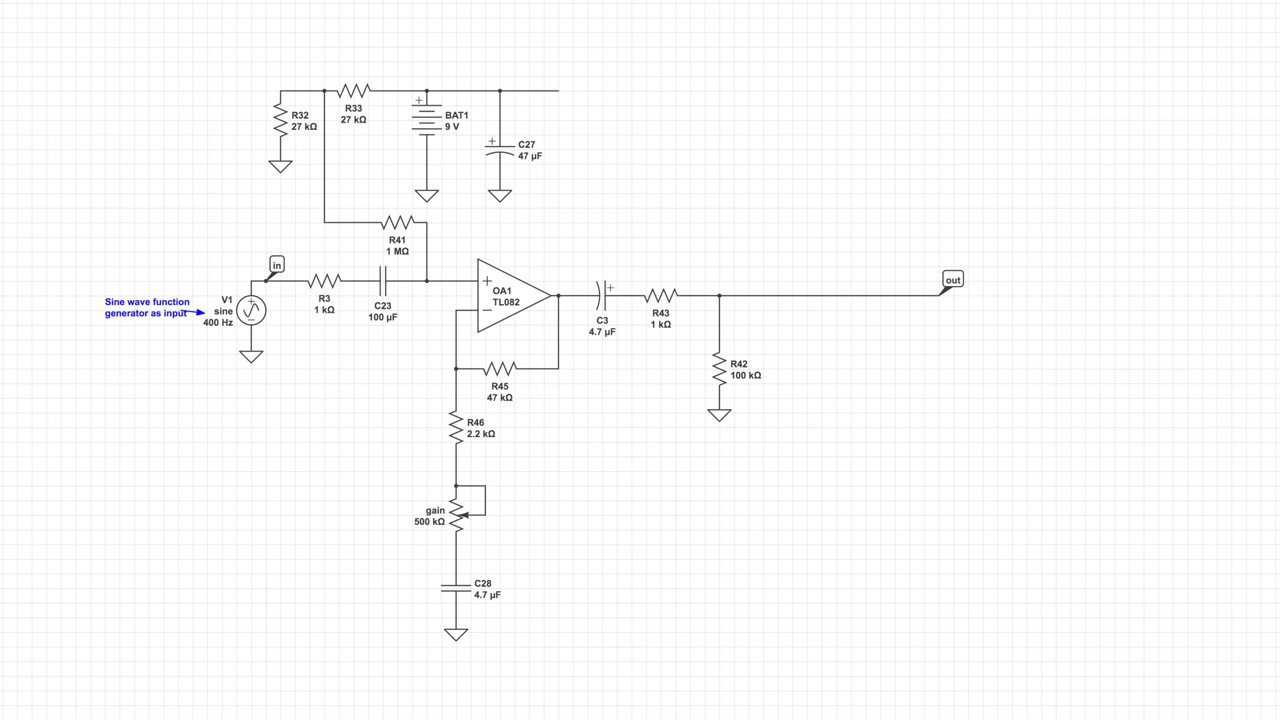 R32
27 kΩ
R33
27 kΩ
+
BAT1
9 V
+
C27
47 µF
R41
1 MΩ
in
Sine wave function
generator as input
V1
sine
400 Hz
+
−
R3
1 kΩ
C23
100 µF
+
−
OA1
TL082
+
C3
4.7 µF
R43
1 kΩ
out
R42
100 kΩ
R45
47 kΩ
R46
2.2 kΩ
gain
500 kΩ
C28
4.7 µF